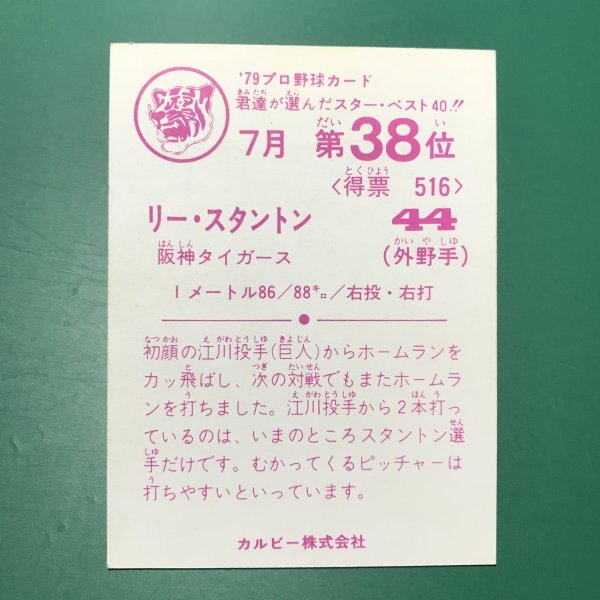 '79プロ野球カード
君達が選んだスター・ベスト40.!!
7月 第38位
<得票 516>
リー・スタントン 44
阪神タイガース (外野手)
1メートル86/88キロ/右投・右打
初顔の江川投手(巨人)からホームランを
カッ飛ばし、次の対戦でもまたホームラ
ンを打ちました。江川投手から2本打っ
ているのは、いまのところスタントン選
手だけです。むかってくるピッチャーは
打ちやすいといっています。
カルビー株式会社